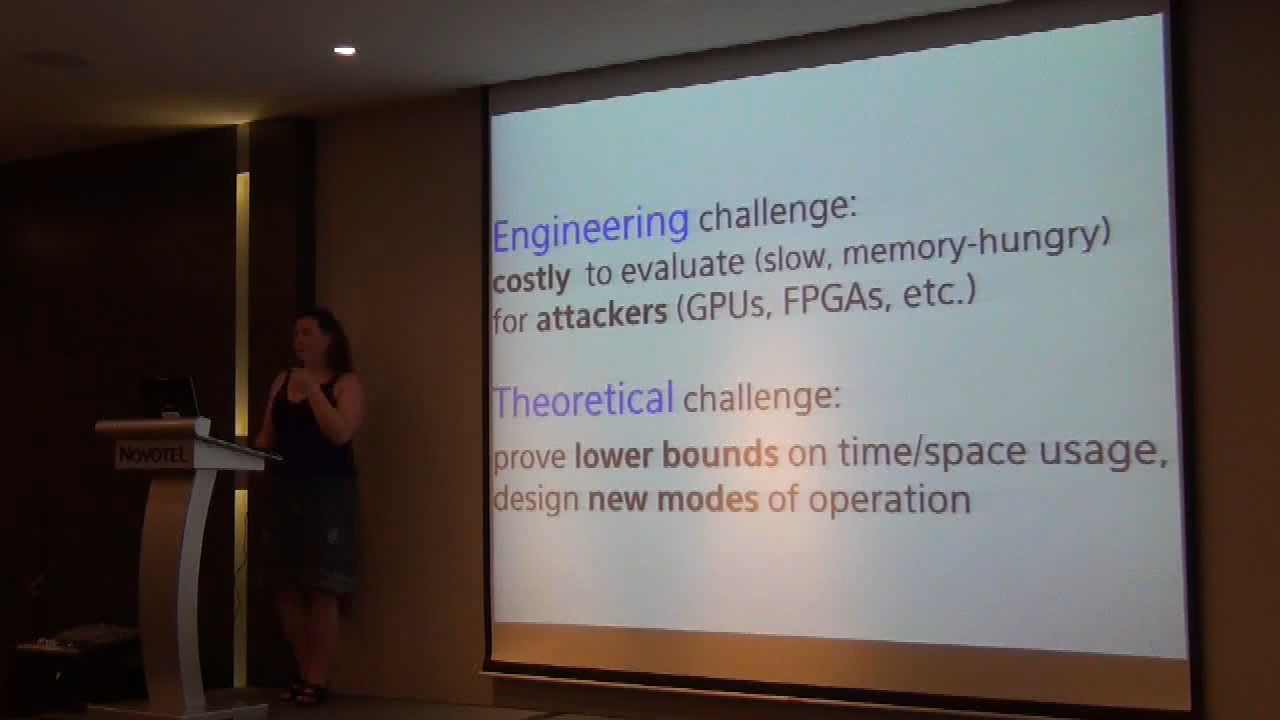 Engineering challenge:
costly to evaluate (slow, memory-hungry)
for attackers (GPUs, FPGAs, etc.)
Theoretical challenge:
prove lower bounds on time/space usage,
design new modes of operation
NOVOTEL